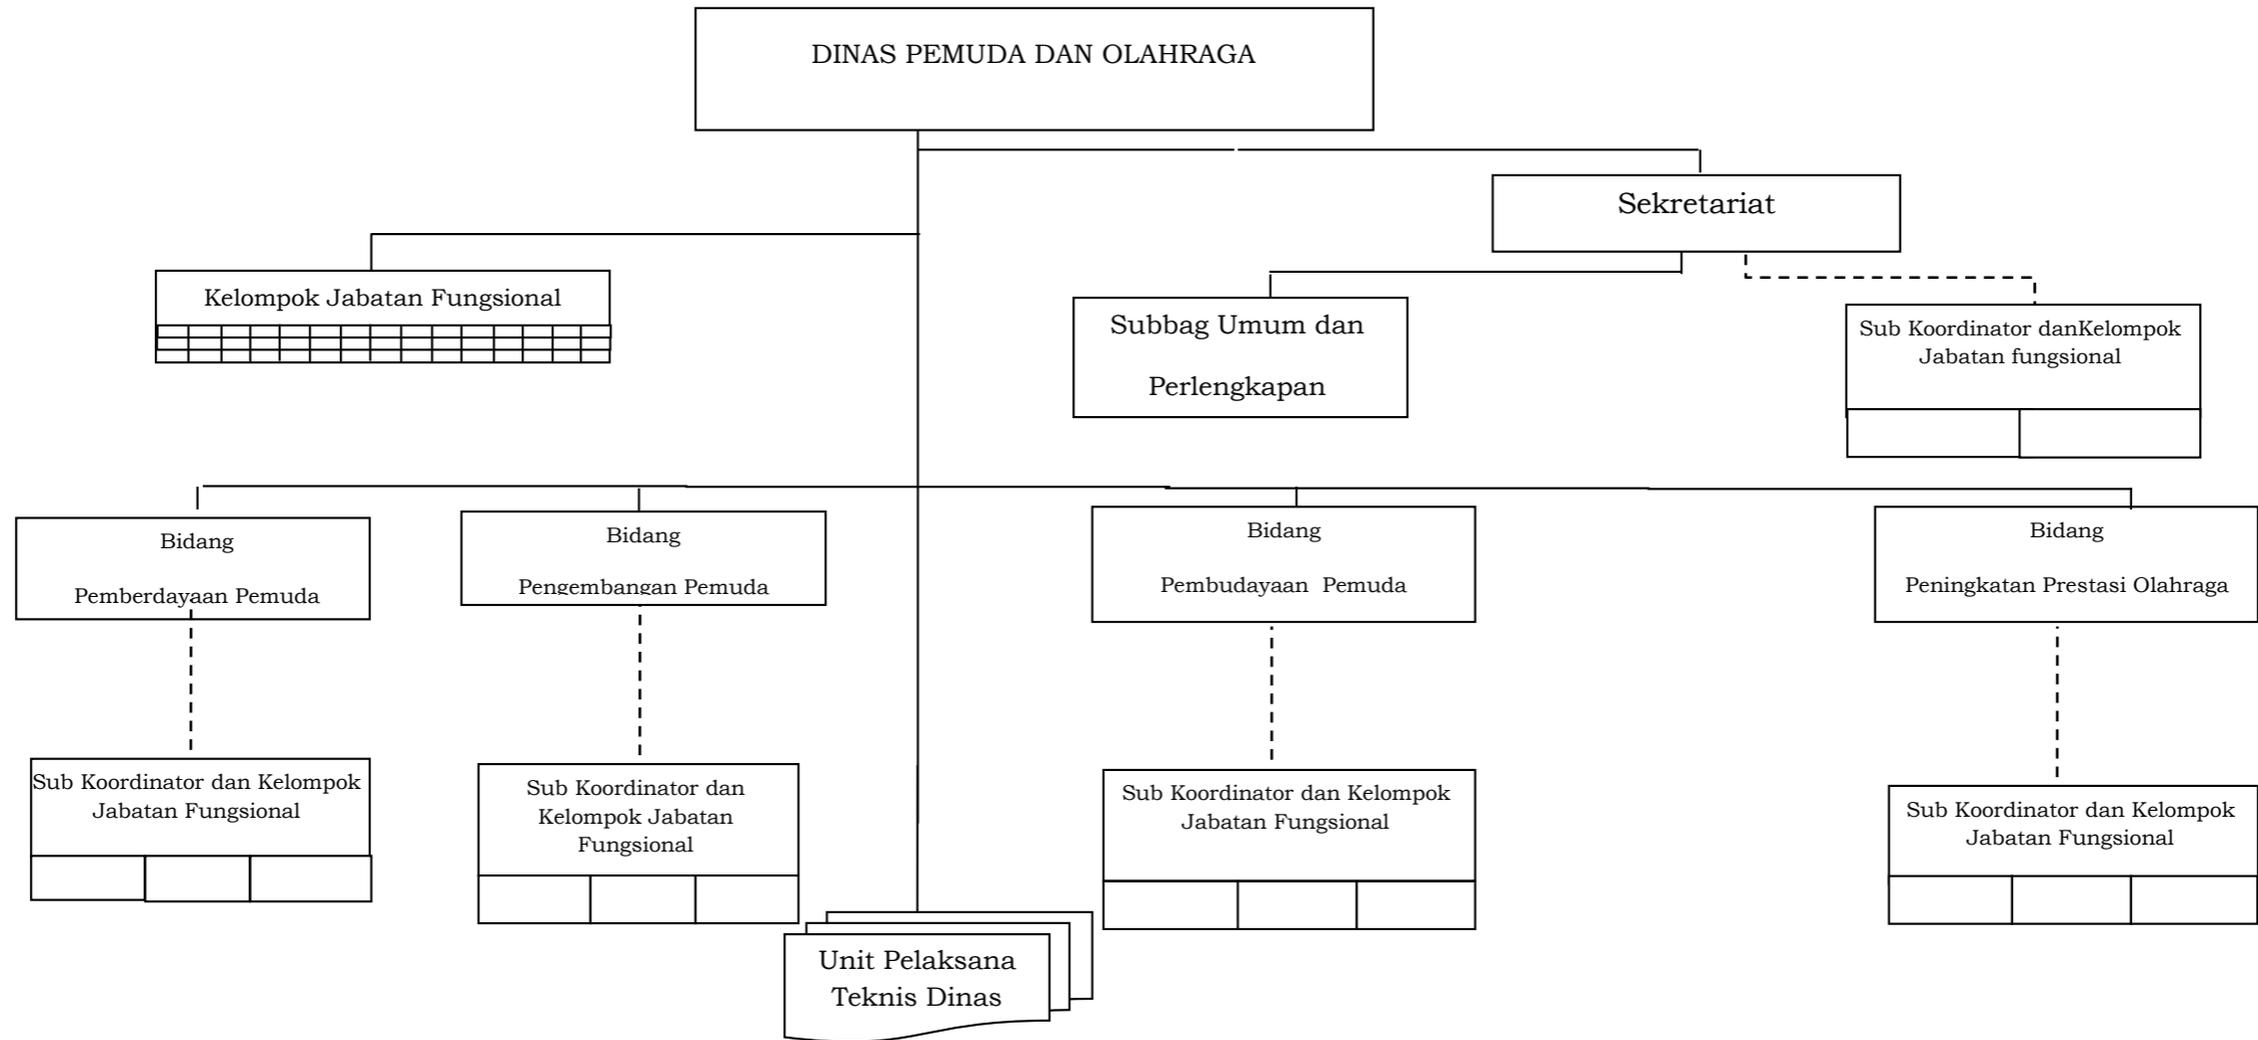 DINAS PEMUDA DAN OLAHRAGA
Sekretariat
Kelompok Jabatan Fungsional
Subbag Umum dan
Perlengkapan
Sub Koordinator danKelompok
Jabatan fungsional
Bidang
Pemberdayaan Pemuda
Bidang
Pengembangan Pemuda
Bidang
Pembudayaan  Pemuda
Bidang
Peningkatan Prestasi Olahraga
Sub Koordinator dan Kelompok
Jabatan Fungsional
Sub Koordinator dan
Kelompok Jabatan
Fungsional
Sub Koordinator dan Kelompok
Jabatan Fungsional
Sub Koordinator dan Kelompok
Jabatan Fungsional
Unit Pelaksana
Teknis Dinas